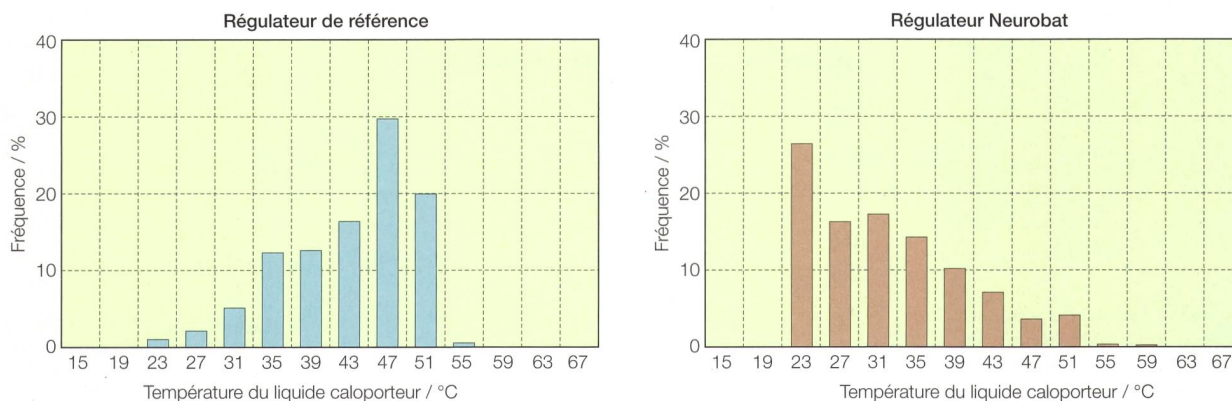 Régulateur de référence
40
30
20
10
0
Fréquence / %
15 19 23 27 31 35 39 43 47 51 55 59 63 67
Température du liquide caloporteur / °C
Régulateur Neurobat
40
30
20
10
0
Fréquence / %
15 19 23 27 31 35 39 43 47 51 55 59 63 67
Température du liquide caloporteur / °C